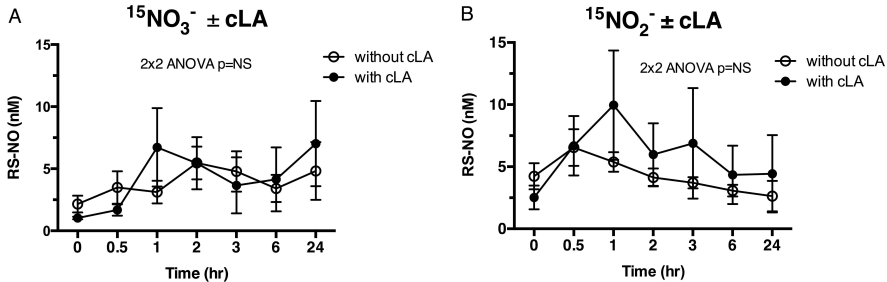 A
¹⁵NO₃⁻ ± cLA
15
10
5
0
RS-NO (nM)
2x2 ANOVA p=NS
without cLA
with cLA
0 0.5 1 2 3 6 24
Time (hr)
B
¹⁵NO₂⁻ ± cLA
15
10
5
0
RS-NO (nM)
2x2 ANOVA p=NS
without cLA
with cLA
0 0.5 1 2 3 6 24
Time (hr)